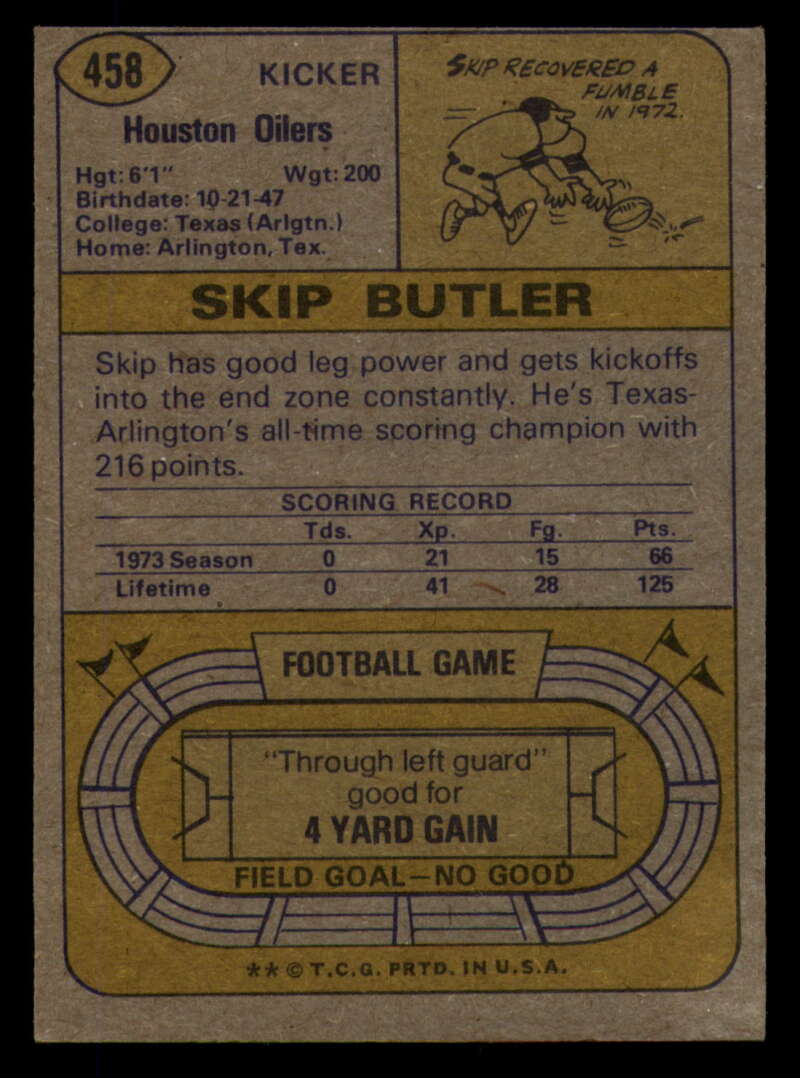 458
KICKER
Houston Oilers
Hgt: 6'1" Wgt: 200
Birthdate: 10-21-47
College: Texas (Arlgtn.)
Home: Arlington, Tex.
SKIP RECOVERED A
FUMBLE
IN 1972.
SKIP BUTLER
Skip has good leg power and gets kickoffs
into the end zone constantly. He's Texas-
Arlington's all-time scoring champion with
216 points.
SCORING RECORD
Tds. Xp. Fg. Pts.
1973 Season 0 21 15 66
Lifetime 0 41 28 125
FOOTBALL GAME
"Through left guard"
good for
4 YARD GAIN
FIELD GOAL—NO GOOD
** © T.C.G. PRTD. IN U.S.A.